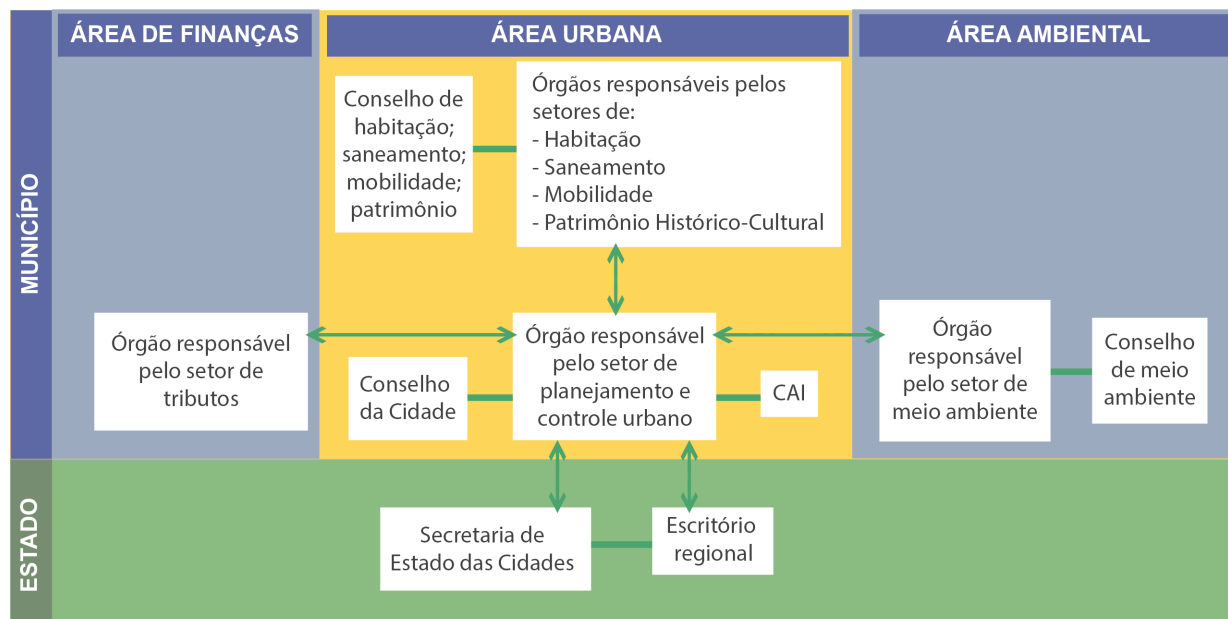 ÁREA DE FINANÇAS
ÁREA URBANA
ÁREA AMBIENTAL
MUNICÍPIO
Conselho de
habitação;
saneamento;
mobilidade;
patrimônio
Órgãos responsáveis pelos
setores de:
- Habitação
- Saneamento
- Mobilidade
- Patrimônio Histórico-Cultural
Órgão responsável
pelo setor de
tributos
Conselho
da Cidade
Órgão responsável
pelo setor de
planejamento e
controle urbano
CAI
Órgão
responsável
pelo setor de
meio ambiente
Conselho
de meio
ambiente
ESTADO
Secretaria de
Estado das Cidades
Escritório
regional